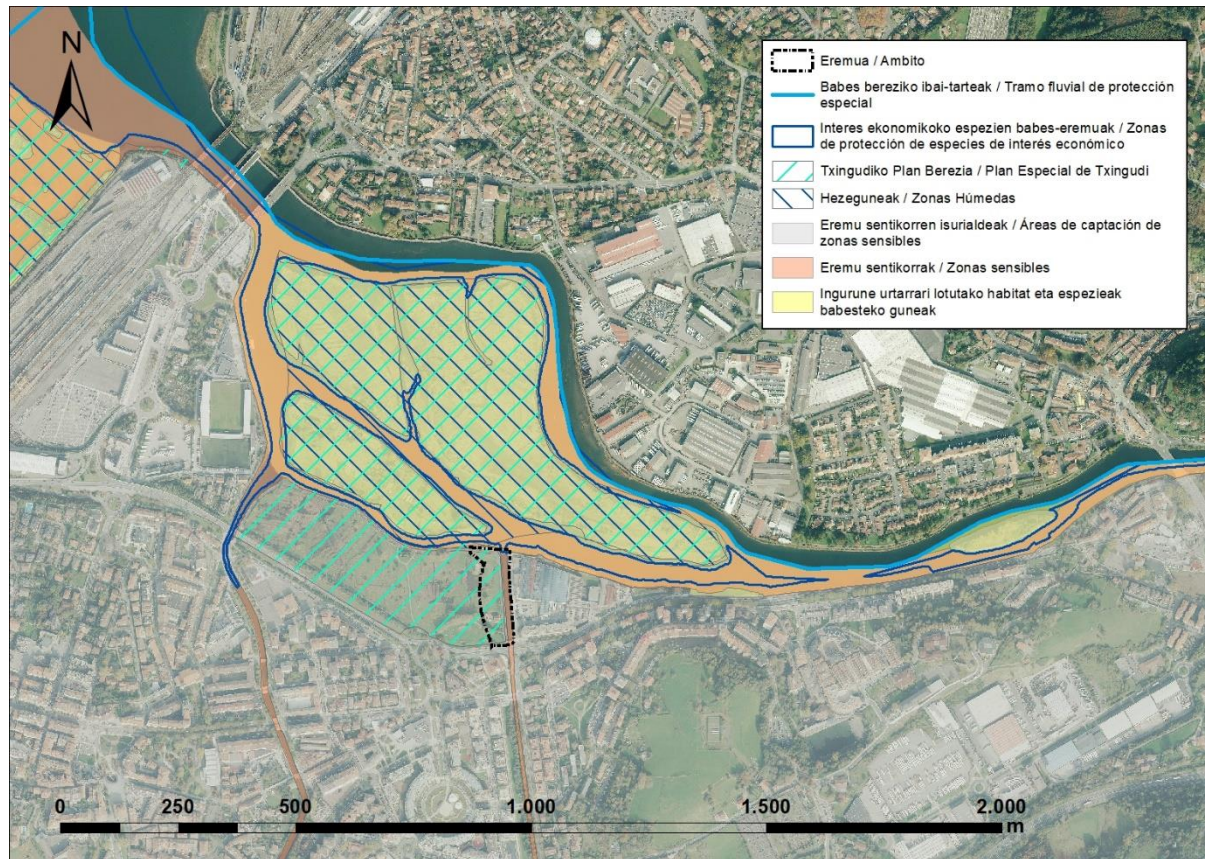 N
Eremua / Ambito
Babes bereziko ibai-tarteak / Tramo fluvial de protección
especial
Interes ekonomikoko espezien babes-eremuak / Zonas
de protección de especies de interés económico
Txingudiko Plan Berezia / Plan Especial de Txingudi
Hezeguneak / Zonas Húmedas
Eremu sentikorren isurialdeak / Áreas de captación de
zonas sensibles
Eremu sentikorrak / Zonas sensibles
Ingurune urtarrari lotutako habitat eta espezieak
babesteko guneak
0 250 500 1.000 1.500 2.000
m